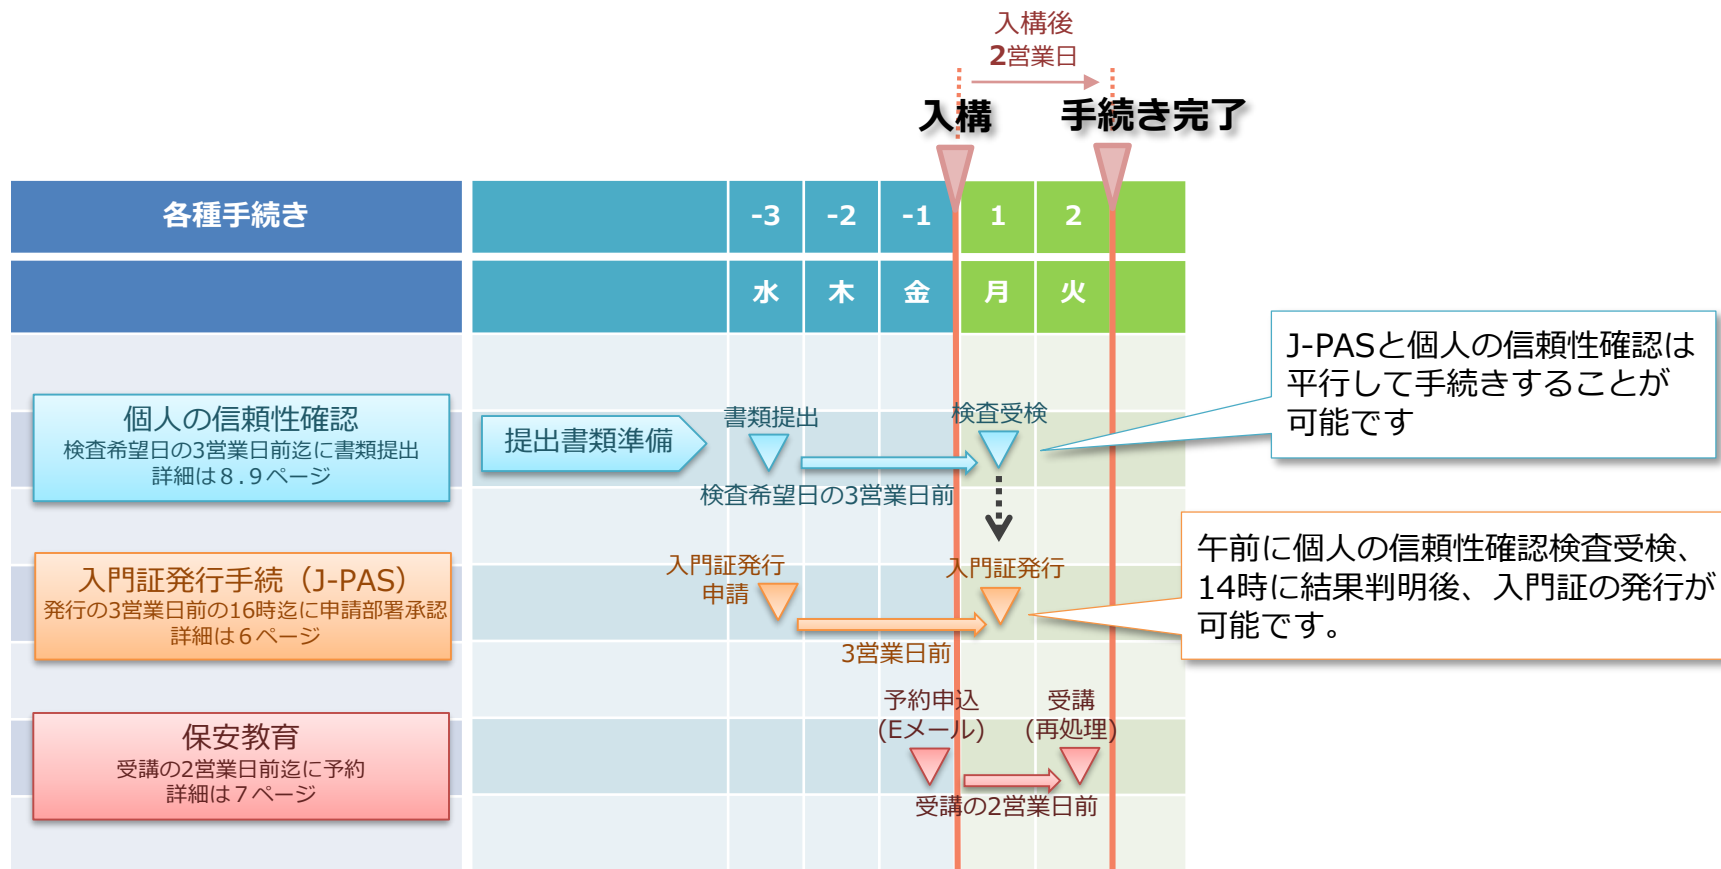 入構後
2営業日
入構
手続き完了
各種手続き
-3
-2
-1
1
2
水
木
金
月
火
J-PASと個人の信頼性確認は
平行して手続きすることが
可能です
個人の信頼性確認
検査希望日の3営業日前迄に書類提出
詳細は８.９ページ
提出書類準備
書類提出
検査受検
検査希望日の3営業日前
午前に個人の信頼性確認検査受検、
14時に結果判明後、入門証の発行が
可能です。
入門証発行手続（J-PAS）
発行の3営業日前の16時迄に申請部署承認
詳細は６ページ
入門証発行
申請
入門証発行
3営業日前
保安教育
受講の2営業日前迄に予約
詳細は７ページ
予約申込
(Eメール)
受講
(再処理)
受講の2営業日前